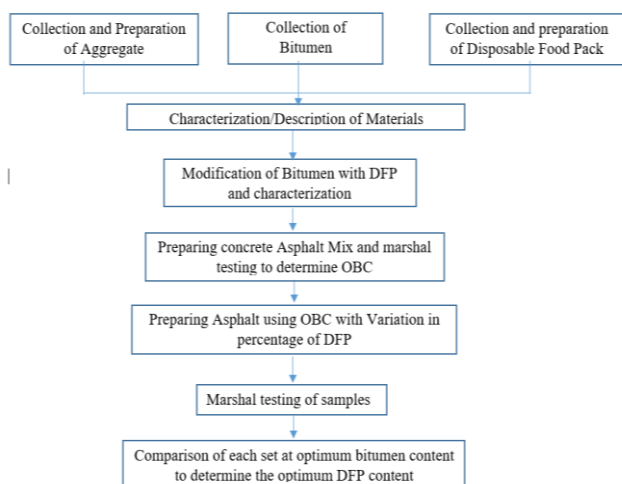 Collection and Preparation
of Aggregate
Collection of
Bitumen
Collection and preparation
of Disposable Food Pack
Characterization/Description of Materials
Modification of Bitumen with DFP
and characterization
Preparing concrete Asphalt Mix and marshal
testing to determine OBC
Preparing Asphalt using OBC with Variation in
percentage of DFP
Marshal testing of samples
Comparison of each set at optimum bitumen content
to determine the optimum DFP content